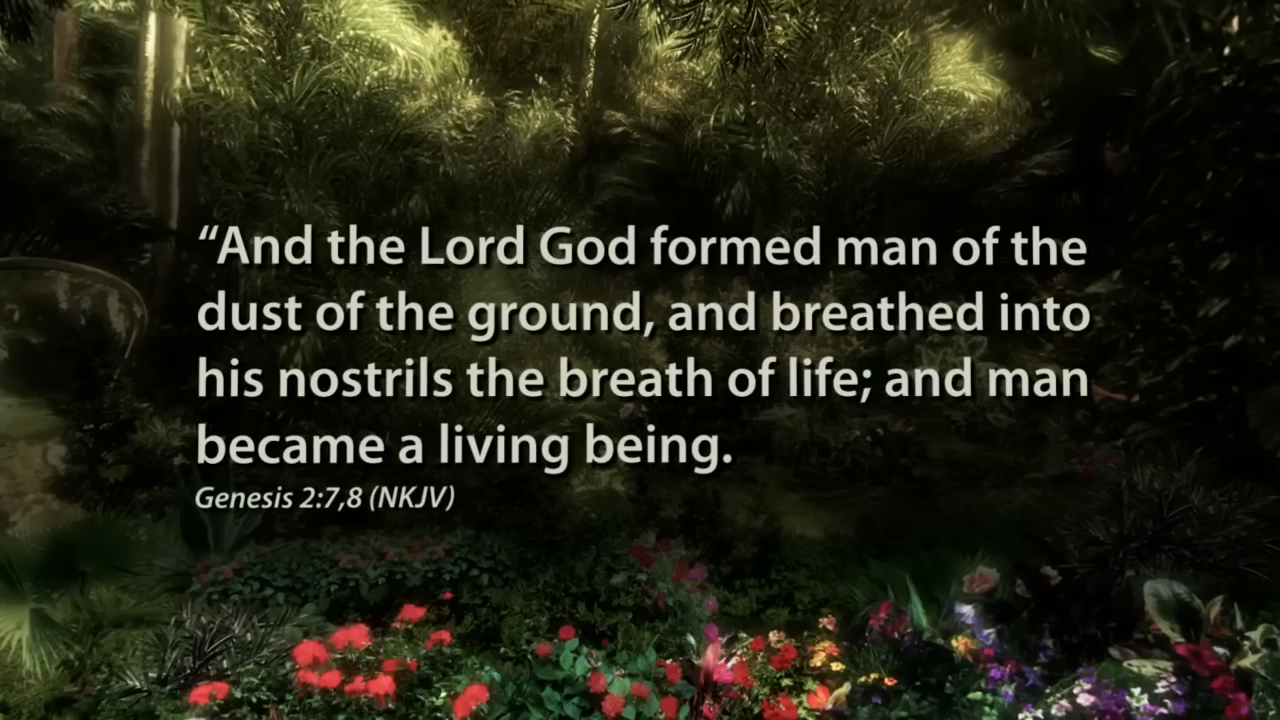 “And the Lord God formed man of the
dust of the ground, and breathed into
his nostrils the breath of life; and man
became a living being.
Genesis 2:7,8 (NKJV)